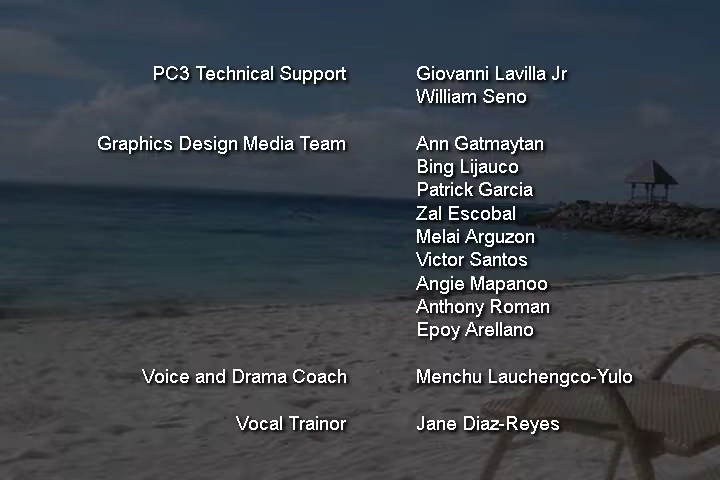 PC3 Technical Support Giovanni Lavilla Jr
William Seno
Graphics Design Media Team Ann Gatmaytan
Bing Lijauco
Patrick Garcia
Zal Escobal
Melai Arguzon
Victor Santos
Angie Mapanoo
Anthony Roman
Epoy Arellano
Voice and Drama Coach Menchu Lauchengco-Yulo
Vocal Trainor Jane Diaz-Reyes